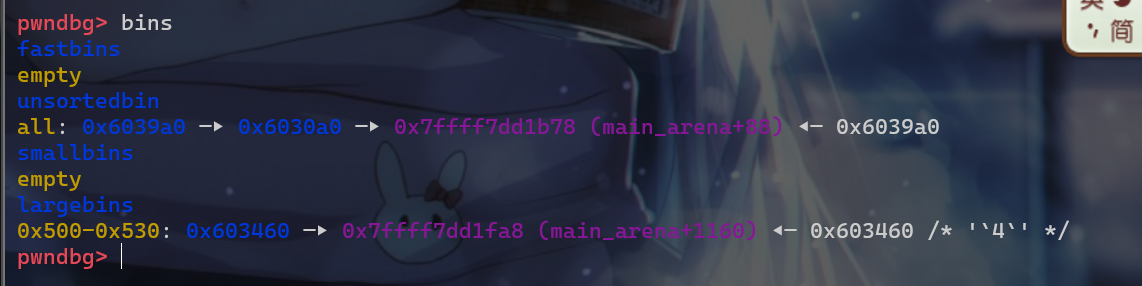 pwndbg> bins
fastbins
empty
unsortedbin
all: 0x6039a0 —▸ 0x6030a0 —▸ 0x7ffff7dd1b78 (main_arena+88) ◂— 0x6039a0
smallbins
empty
largebins
0x500-0x530: 0x603460 —▸ 0x7ffff7dd1fa8 (main_arena+1160) ◂— 0x603460 /* '`4`' */
pwndbg>
简